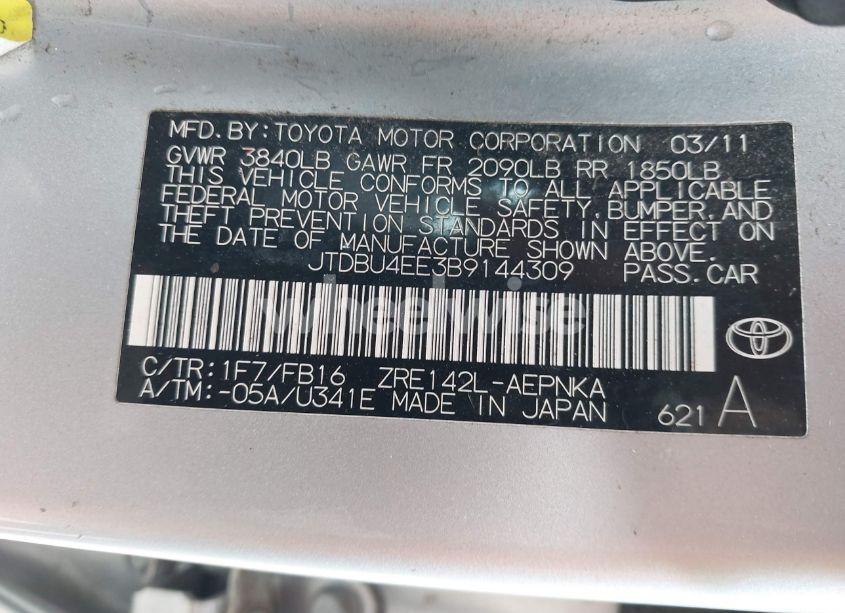 MFD.BY:TOYOTA MOTOR CORPORATION 03/11
GVWR 3840LB GAWR FR 2090LB RR 1850LB
THIS VEHICLE CONFORMS TO ALL APPLICABLE
FEDERAL MOTOR VEHICLE SAFETY,BUMPER,AND
THEFT PREVENTION STANDARDS IN EFFECT ON
THE DATE OF MANUFACTURE SHOWN ABOVE.
JTDBU4EE3B9144309 PASS.CAR
wheelwise
C/TR:1F7/FB16 ZRE142L-AEPNKA
A/TM:-05A/U341E MADE IN JAPAN 621 A